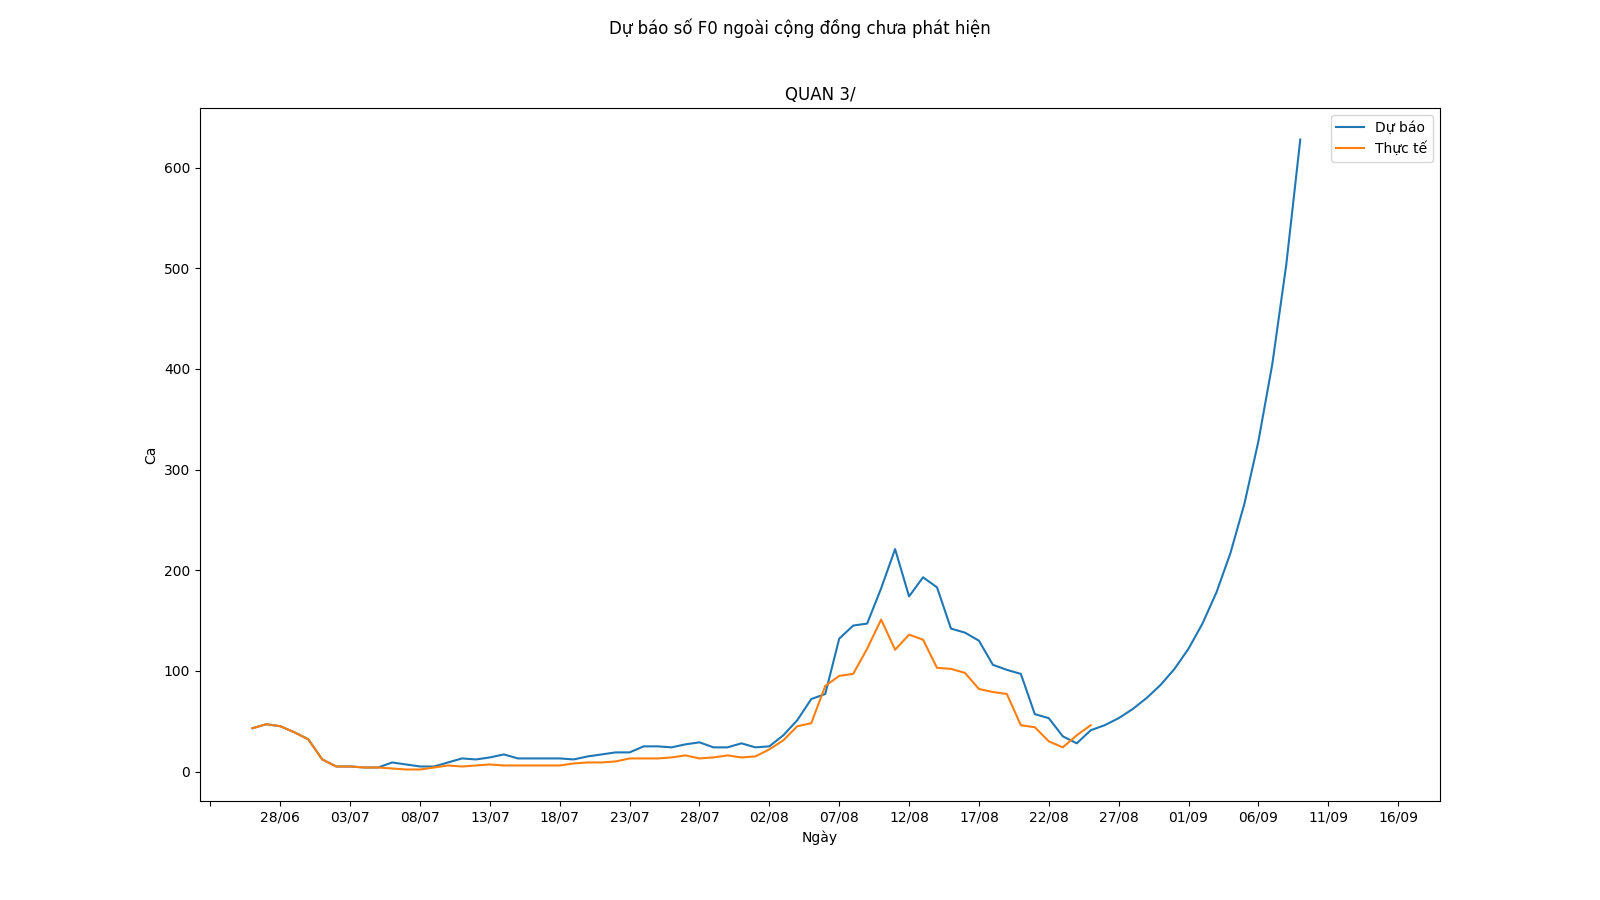 Dự báo số F0 ngoài cộng đồng chưa phát hiện
QUAN 3/
Dự báo
Thực tế
600
500
400
300
200
100
0
Ca
28/06 03/07 08/07 13/07 18/07 23/07 28/07 02/08 07/08 12/08 17/08 22/08 27/08 01/09 06/09 11/09 16/09
Ngày